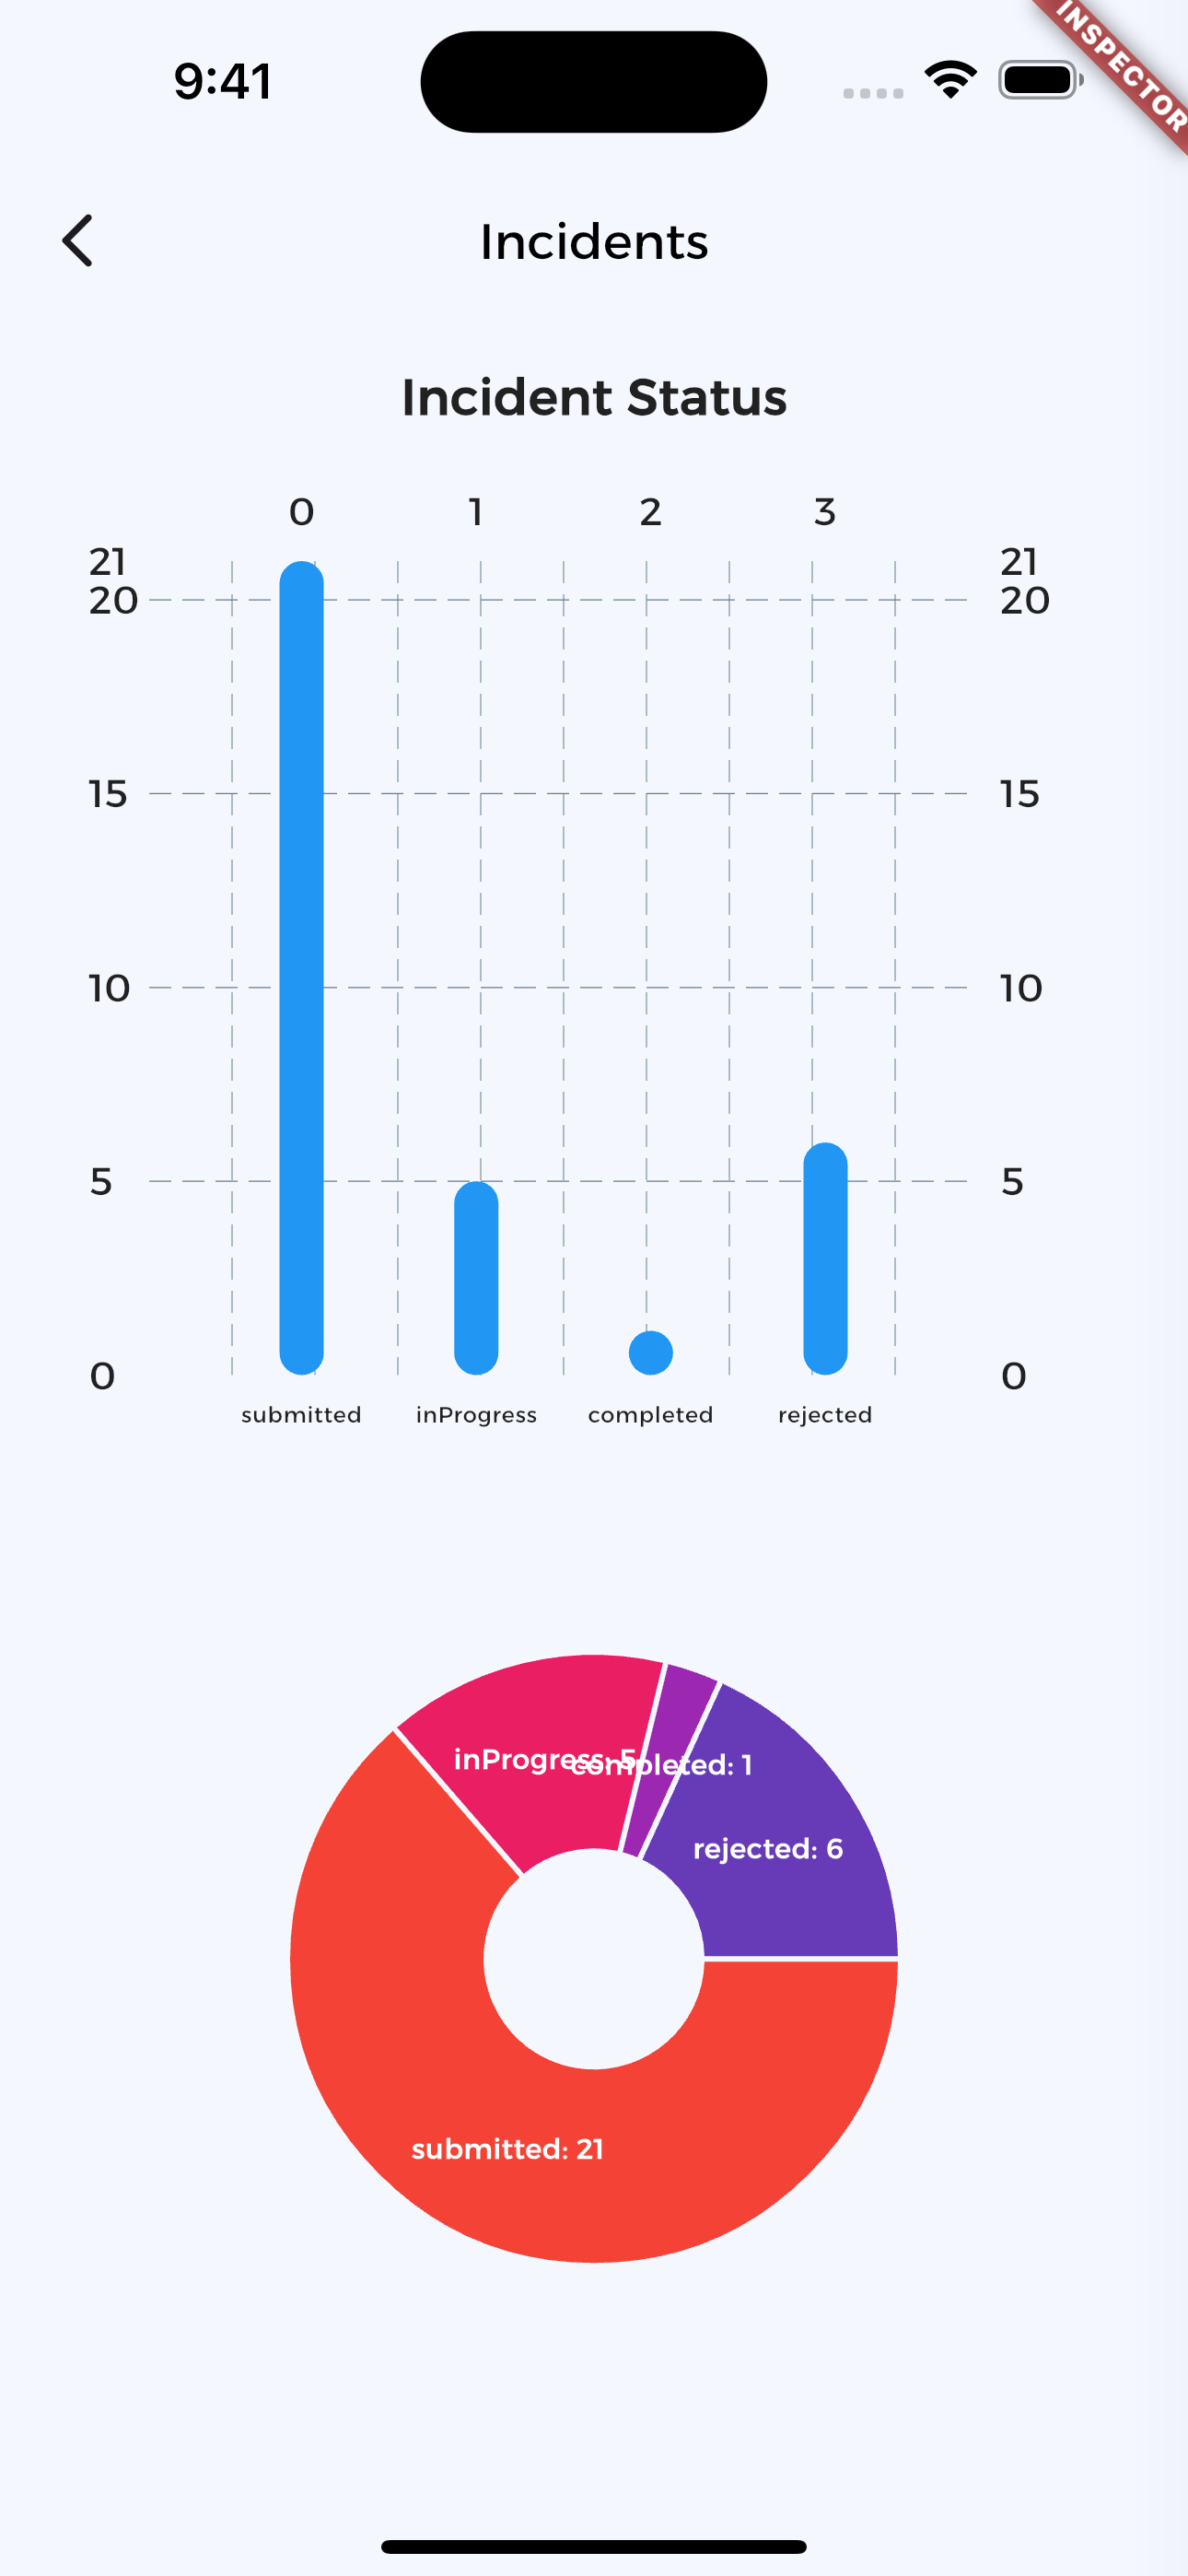 9:41
INSPECTOR
Incidents
Incident Status
0 1 2 3
21 21
20 20
15 15
10 10
5 5
0 0
submitted inProgress completed rejected
inProgress: 5
completed: 1
rejected: 6
submitted: 21